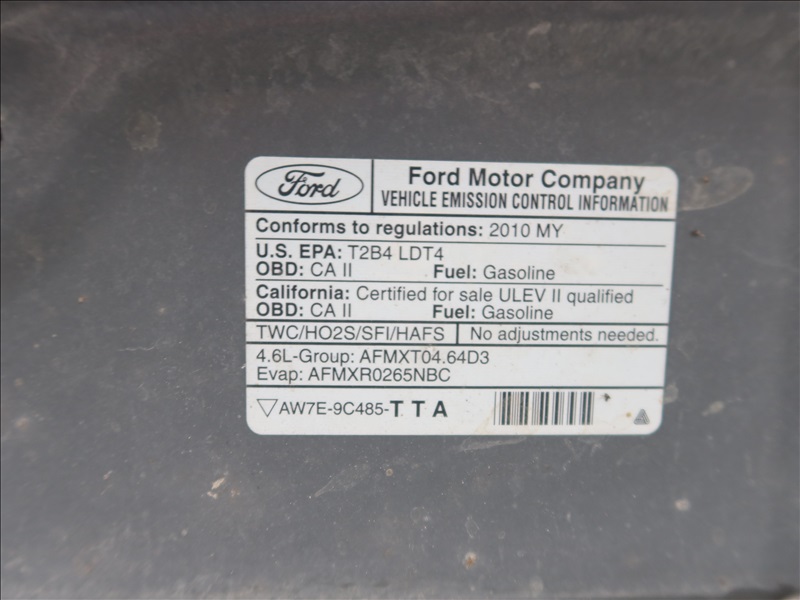 Ford
Ford Motor Company
VEHICLE EMISSION CONTROL INFORMATION
Conforms to regulations: 2010 MY
U.S. EPA: T2B4 LDT4
OBD: CA II Fuel: Gasoline
California: Certified for sale ULEV II qualified
OBD: CA II Fuel: Gasoline
TWC/HO2S/SFI/HAFS No adjustments needed.
4.6L-Group: AFMXT04.64D3
Evap: AFMXR0265NBC
▽AW7E-9C485-TTA